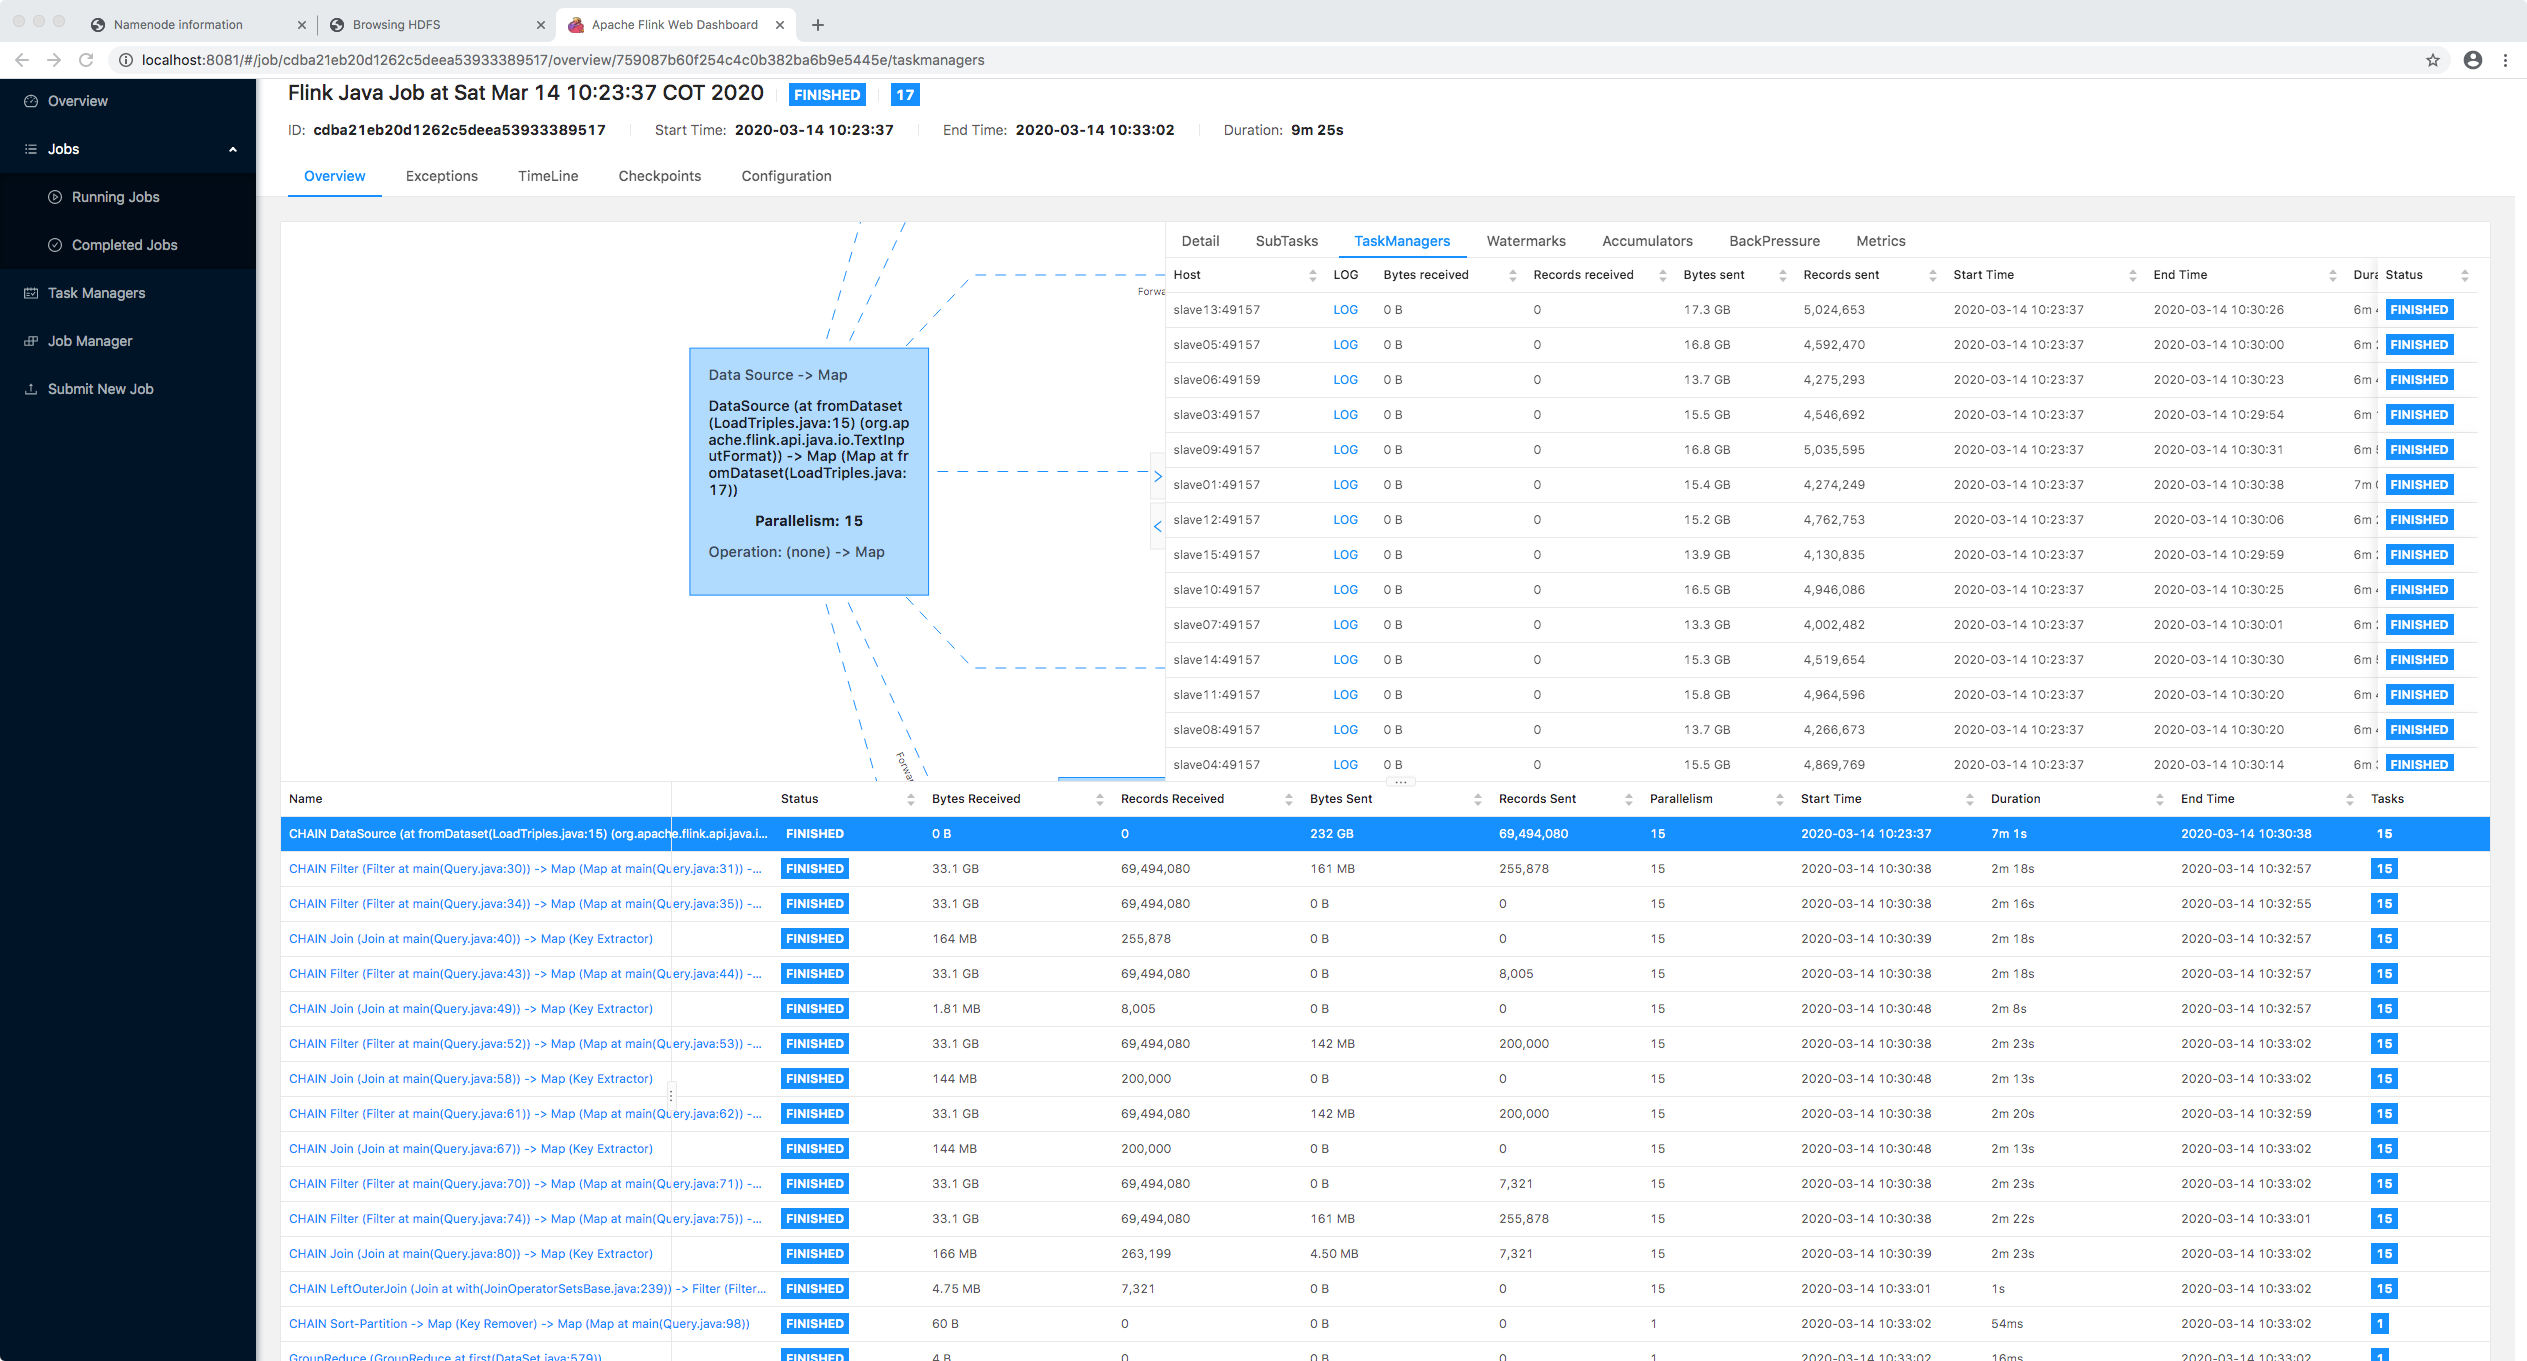 Namenode information
Browsing HDFS
Apache Flink Web Dashboard
localhost:8081/#/job/cdba21eb20d1262c5deea53933389517/overview/759087b60f254c4c0b382ba6b9e5445e/taskmanagers
Overview
Jobs
Running Jobs
Completed Jobs
Task Managers
Job Manager
Submit New Job
Flink Java Job at Sat Mar 14 10:23:37 COT 2020 FINISHED 17
ID: cdba21eb20d1262c5deea53933389517 Start Time: 2020-03-14 10:23:37 End Time: 2020-03-14 10:33:02 Duration: 9m 25s
Overview Exceptions TimeLine Checkpoints Configuration
Forwa
Data Source -> Map
DataSource (at fromDataset
(LoadTriples.java:15) (org.ap
ache.flink.api.java.io.TextInp
utFormat)) -> Map (Map at fr
omDataset(LoadTriples.java:
17))
Parallelism: 15
Operation: (none) -> Map
Forwar
Detail SubTasks TaskManagers Watermarks Accumulators BackPressure Metrics
Host LOG Bytes received Records received Bytes sent Records sent Start Time End Time Dura Status
slave13:49157 LOG 0 B 0 17.3 GB 5,024,653 2020-03-14 10:23:37 2020-03-14 10:30:26 6m FINISHED
slave05:49157 LOG 0 B 0 16.8 GB 4,592,470 2020-03-14 10:23:37 2020-03-14 10:30:00 6m FINISHED
slave06:49159 LOG 0 B 0 13.7 GB 4,275,293 2020-03-14 10:23:37 2020-03-14 10:30:23 6m FINISHED
slave03:49157 LOG 0 B 0 15.5 GB 4,546,692 2020-03-14 10:23:37 2020-03-14 10:29:54 6m FINISHED
slave09:49157 LOG 0 B 0 16.8 GB 5,035,595 2020-03-14 10:23:37 2020-03-14 10:30:31 6m FINISHED
slave01:49157 LOG 0 B 0 15.4 GB 4,274,249 2020-03-14 10:23:37 2020-03-14 10:30:38 7m FINISHED
slave12:49157 LOG 0 B 0 15.2 GB 4,762,753 2020-03-14 10:23:37 2020-03-14 10:30:06 6m FINISHED
slave15:49157 LOG 0 B 0 13.9 GB 4,130,835 2020-03-14 10:23:37 2020-03-14 10:29:59 6m FINISHED
slave10:49157 LOG 0 B 0 16.5 GB 4,946,086 2020-03-14 10:23:37 2020-03-14 10:30:25 6m FINISHED
slave07:49157 LOG 0 B 0 13.3 GB 4,002,482 2020-03-14 10:23:37 2020-03-14 10:30:01 6m FINISHED
slave14:49157 LOG 0 B 0 15.3 GB 4,519,654 2020-03-14 10:23:37 2020-03-14 10:30:30 6m FINISHED
slave11:49157 LOG 0 B 0 15.8 GB 4,964,596 2020-03-14 10:23:37 2020-03-14 10:30:20 6m FINISHED
slave08:49157 LOG 0 B 0 13.7 GB 4,266,673 2020-03-14 10:23:37 2020-03-14 10:30:20 6m FINISHED
slave04:49157 LOG 0 B 0 15.5 GB 4,869,769 2020-03-14 10:23:37 2020-03-14 10:30:14 6m FINISHED
Name Status Bytes Received Records Received Bytes Sent Records Sent Parallelism Start Time Duration End Time Tasks
CHAIN DataSource (at fromDataset(LoadTriples.java:15) (org.apache.flink.api.java.i... FINISHED 0 B 0 232 GB 69,494,080 15 2020-03-14 10:23:37 7m 1s 2020-03-14 10:30:38 15
CHAIN Filter (Filter at main(Query.java:30)) -> Map (Map at main(Query.java:31)) -... FINISHED 33.1 GB 69,494,080 161 MB 255,878 15 2020-03-14 10:30:38 2m 18s 2020-03-14 10:32:57 15
CHAIN Filter (Filter at main(Query.java:34)) -> Map (Map at main(Query.java:35)) -... FINISHED 33.1 GB 69,494,080 0 B 0 15 2020-03-14 10:30:38 2m 16s 2020-03-14 10:32:55 15
CHAIN Join (Join at main(Query.java:40)) -> Map (Key Extractor) FINISHED 164 MB 255,878 0 B 0 15 2020-03-14 10:30:39 2m 18s 2020-03-14 10:32:57 15
CHAIN Filter (Filter at main(Query.java:43)) -> Map (Map at main(Query.java:44)) -... FINISHED 33.1 GB 69,494,080 0 B 8,005 15 2020-03-14 10:30:38 2m 18s 2020-03-14 10:32:57 15
CHAIN Join (Join at main(Query.java:49)) -> Map (Key Extractor) FINISHED 1.81 MB 8,005 0 B 0 15 2020-03-14 10:30:48 2m 8s 2020-03-14 10:32:57 15
CHAIN Filter (Filter at main(Query.java:52)) -> Map (Map at main(Query.java:53)) -... FINISHED 33.1 GB 69,494,080 142 MB 200,000 15 2020-03-14 10:30:38 2m 23s 2020-03-14 10:33:02 15
CHAIN Join (Join at main(Query.java:58)) -> Map (Key Extractor) FINISHED 144 MB 200,000 0 B 0 15 2020-03-14 10:30:48 2m 13s 2020-03-14 10:33:02 15
CHAIN Filter (Filter at main(Query.java:61)) -> Map (Map at main(Query.java:62)) -... FINISHED 33.1 GB 69,494,080 142 MB 200,000 15 2020-03-14 10:30:38 2m 20s 2020-03-14 10:32:59 15
CHAIN Join (Join at main(Query.java:67)) -> Map (Key Extractor) FINISHED 144 MB 200,000 0 B 0 15 2020-03-14 10:30:48 2m 13s 2020-03-14 10:33:02 15
CHAIN Filter (Filter at main(Query.java:70)) -> Map (Map at main(Query.java:71)) -... FINISHED 33.1 GB 69,494,080 0 B 7,321 15 2020-03-14 10:30:38 2m 23s 2020-03-14 10:33:02 15
CHAIN Filter (Filter at main(Query.java:74)) -> Map (Map at main(Query.java:75)) -... FINISHED 33.1 GB 69,494,080 161 MB 255,878 15 2020-03-14 10:30:38 2m 22s 2020-03-14 10:33:01 15
CHAIN Join (Join at main(Query.java:80)) -> Map (Key Extractor) FINISHED 166 MB 263,199 4.50 MB 7,321 15 2020-03-14 10:30:39 2m 23s 2020-03-14 10:33:02 15
CHAIN LeftOuterJoin (Join at with(JoinOperatorSetsBase.java:239)) -> Filter (Filter... FINISHED 4.75 MB 7,321 0 B 0 15 2020-03-14 10:33:01 1s 2020-03-14 10:33:02 15
CHAIN Sort-Partition -> Map (Key Remover) -> Map (Map at main(Query.java:98)) FINISHED 60 B 0 0 B 0 1 2020-03-14 10:33:02 54ms 2020-03-14 10:33:02 1
GroupReduce (GroupReduce at first(DataSet.java:579)) FINISHED 4 B 0 0 B 0 1 2020-03-14 10:33:02 16ms 2020-03-14 10:33:02 1